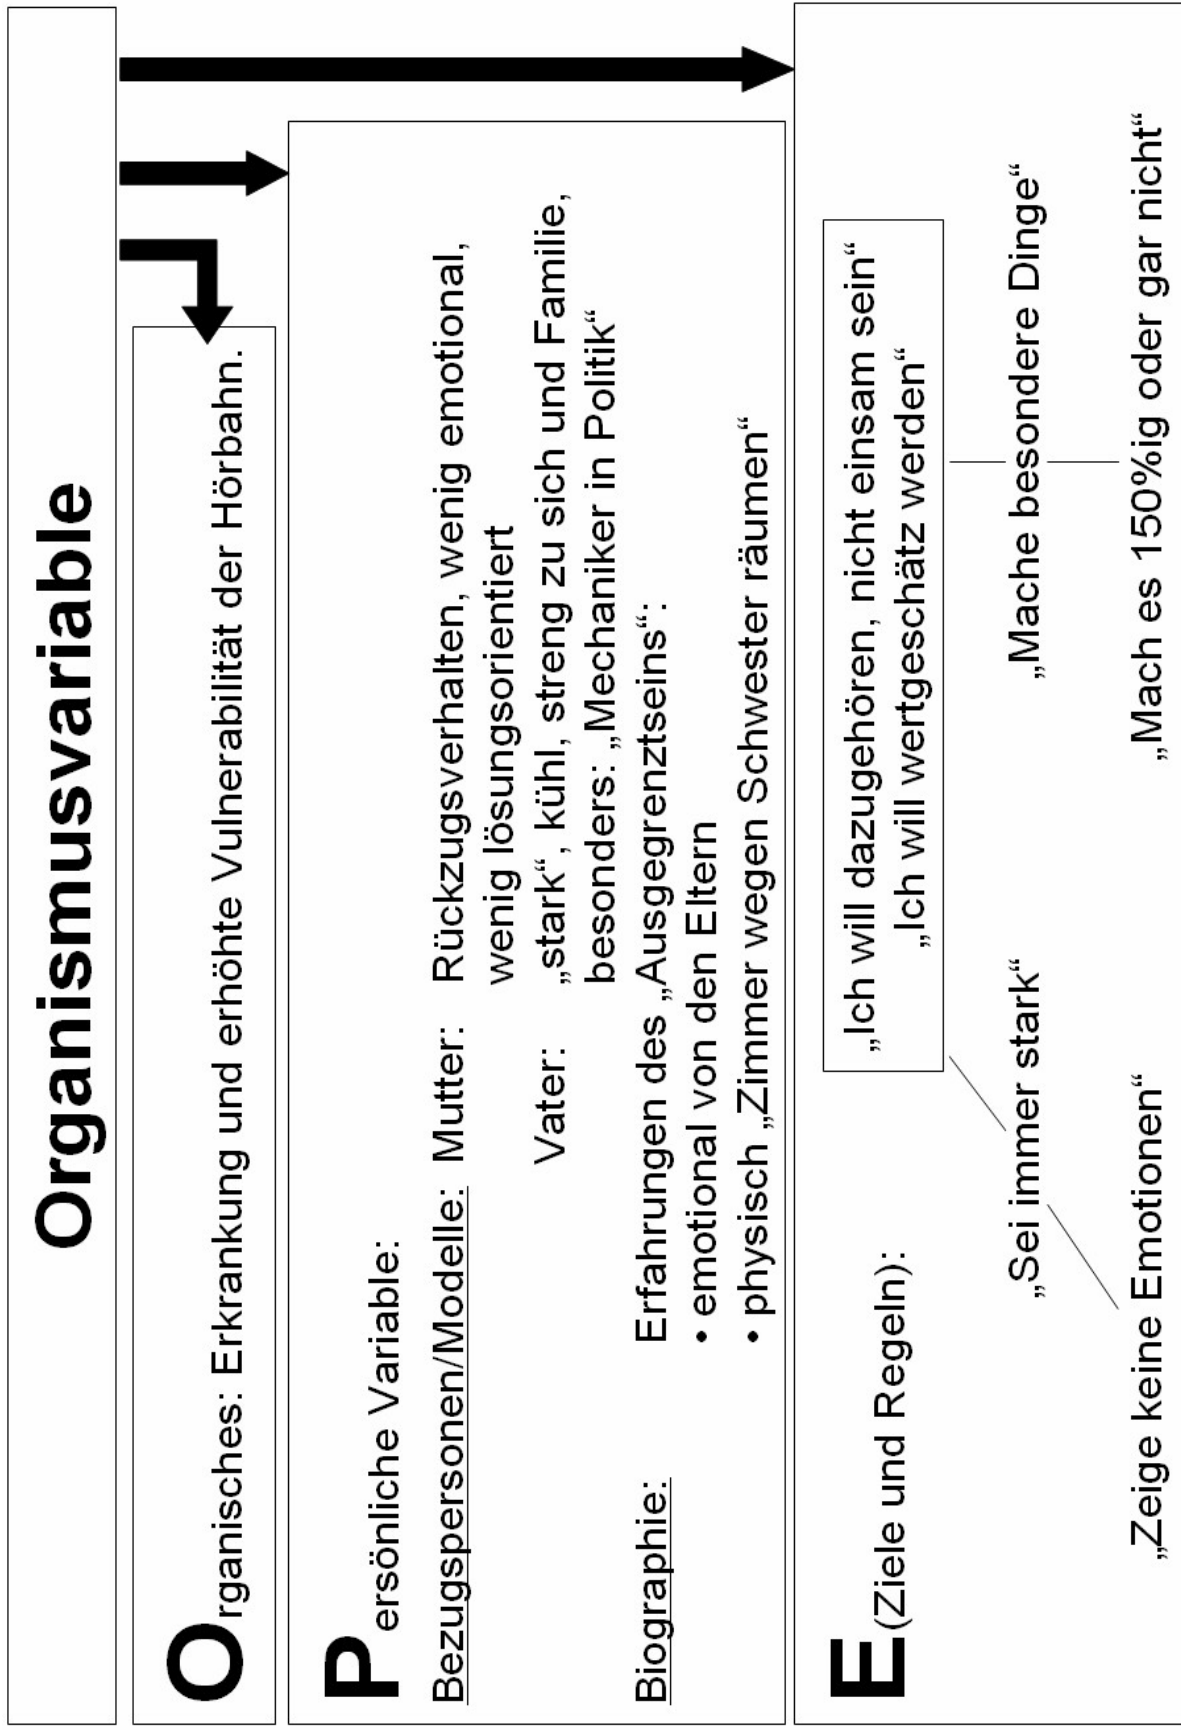 Organismusvariable
Organisches: Erkrankung und erhöhte Vulnerabilität der Hörbahn.
Persönliche Variable:
Bezugspersonen/Modelle: Mutter: Rückzugsverhalten, wenig emotional,
wenig lösungsorientiert
Vater: „stark“, kühl, streng zu sich und Familie,
besonders: „Mechaniker in Politik“
Biographie: Erfahrungen des „Ausgegrenztseins“:
• emotional von den Eltern
• physisch „Zimmer wegen Schwester räumen“
E(Ziele und Regeln):
„Ich will dazugehören, nicht einsam sein“
„Ich will wertgeschätz werden“
„Sei immer stark“ „Mache besondere Dinge“
„Zeige keine Emotionen“ „Mach es 150%ig oder gar nicht“